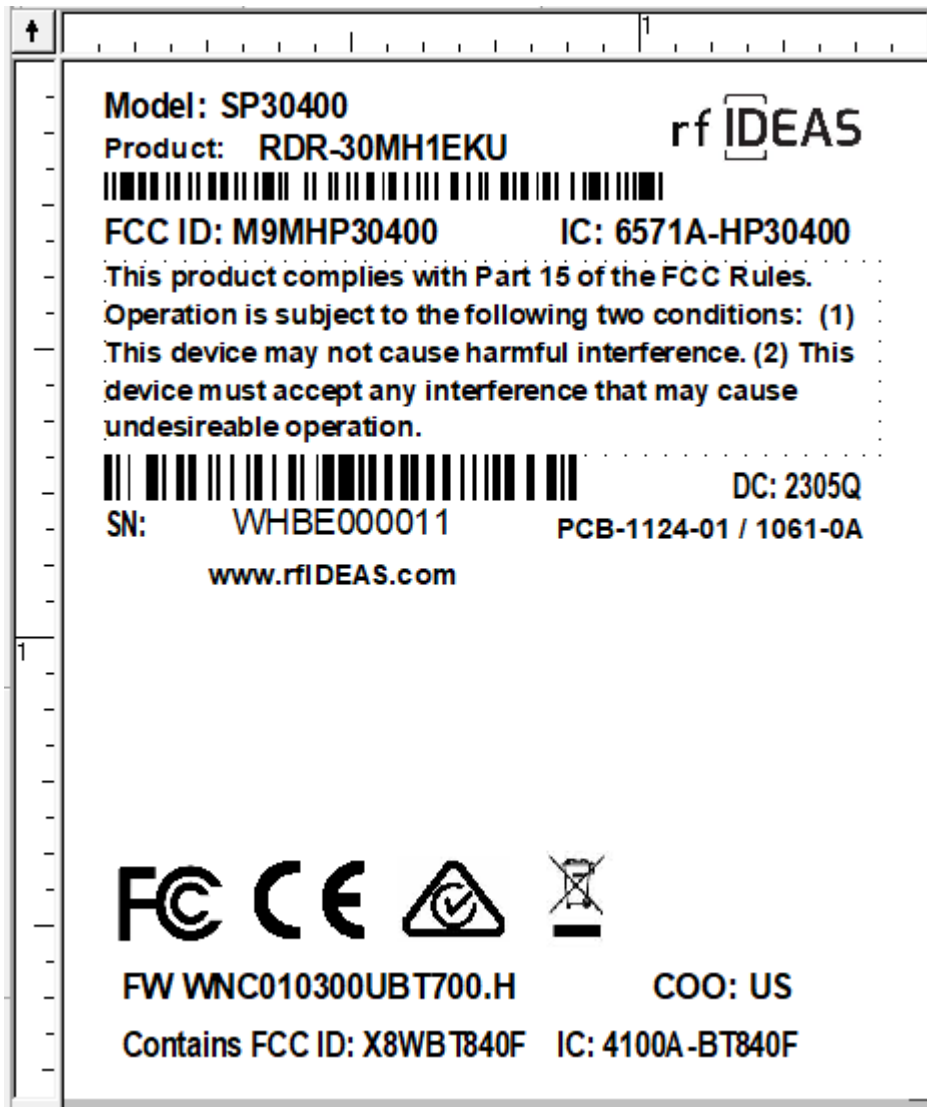 1
Model: SP30400
rf IDEAS
Product: RDR-30MH1EKU
FCC ID: M9MHP30400 IC: 6571A-HP30400
This product complies with Part 15 of the FCC Rules.
Operation is subject to the following two conditions: (1)
This device may not cause harmful interference. (2) This
device must accept any interference that may cause
undesireable operation.
DC: 2305Q
SN: WHBE000011 PCB-1124-01 / 1061-0A
www.rfIDEAS.com
1
FC CE
FW WNC010300UBT700.H COO: US
Contains FCC ID: X8WBT840F IC: 4100A-BT840F